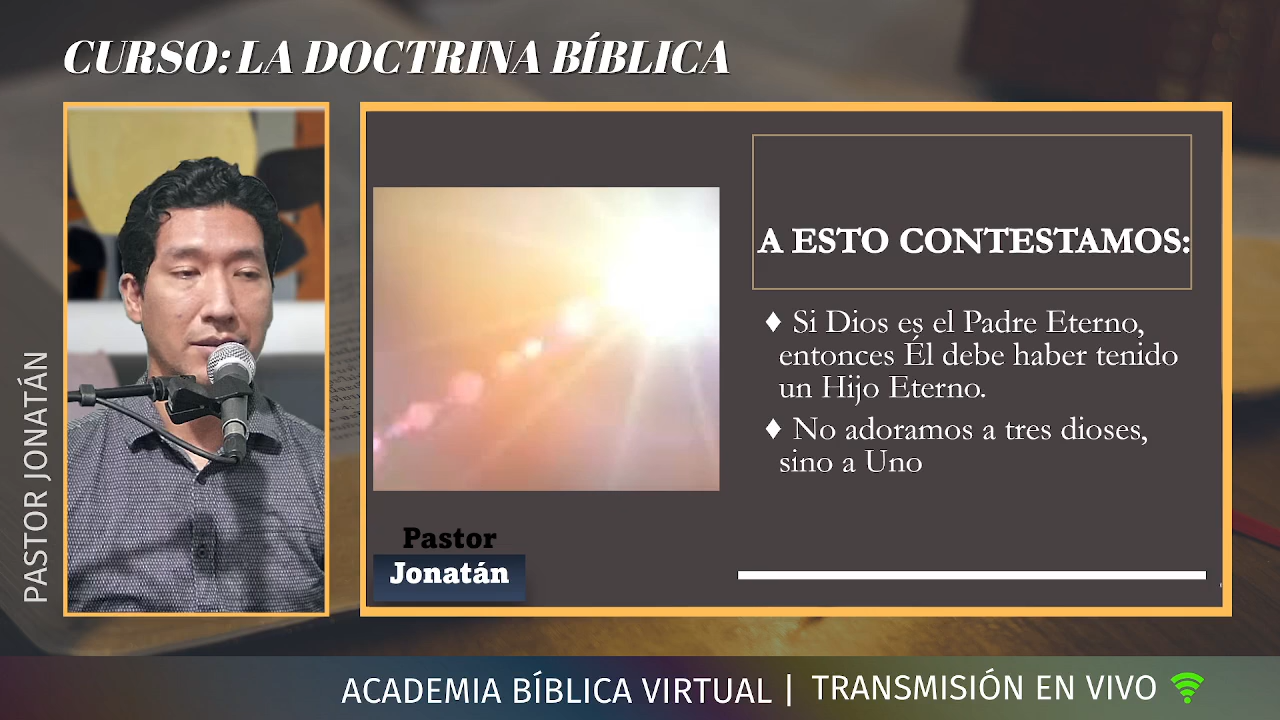 CURSO: LA DOCTRINA BÍBLICA
PASTOR JONATÁN
A ESTO CONTESTAMOS:
♦ Si Dios es el Padre Eterno,
entonces Él debe haber tenido
un Hijo Eterno.
♦ No adoramos a tres dioses,
sino a Uno
Pastor
Jonatán
ACADEMIA BÍBLICA VIRTUAL | TRANSMISIÓN EN VIVO